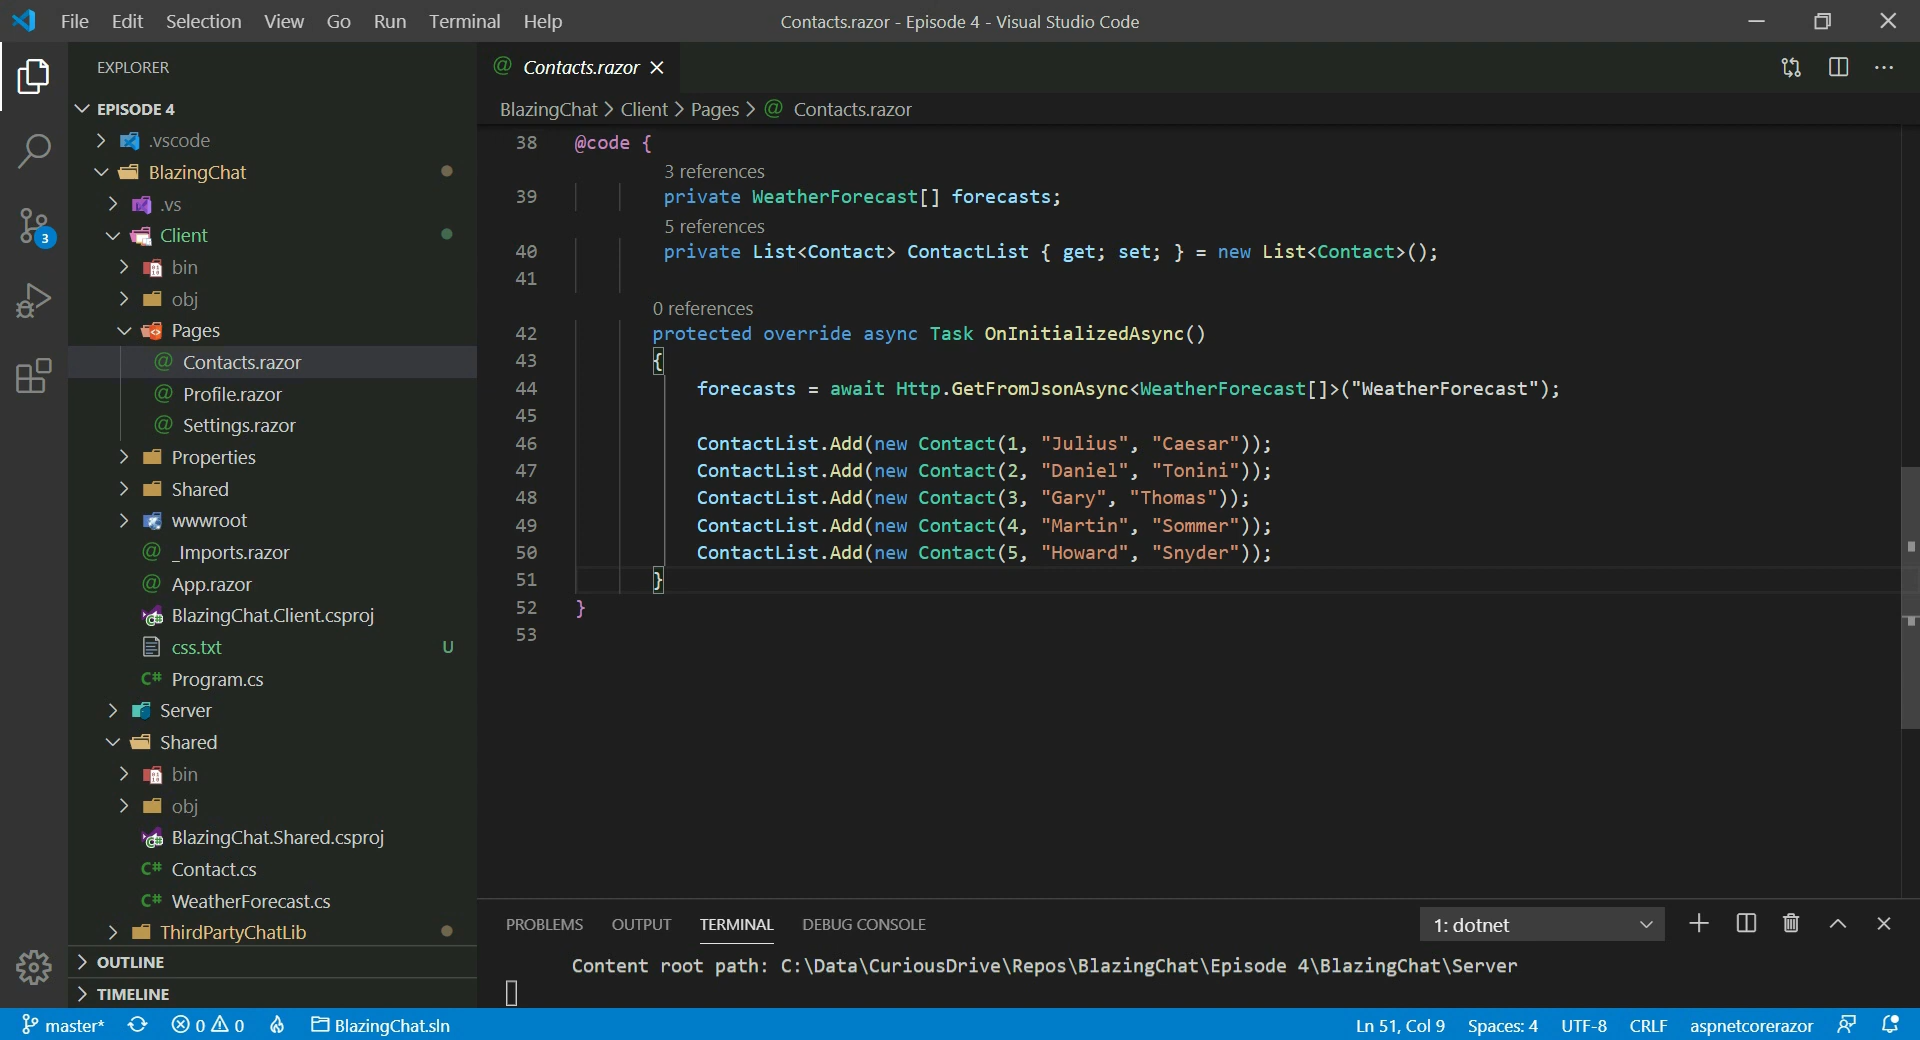 File Edit Selection View Go Run Terminal Help
Contacts.razor - Episode 4 - Visual Studio Code
EXPLORER
EPISODE 4
.vscode
BlazingChat
.vs
Client
bin
obj
Pages
Contacts.razor
Profile.razor
Settings.razor
Properties
Shared
wwwroot
_Imports.razor
App.razor
BlazingChat.Client.csproj
css.txt U
Program.cs
Server
Shared
bin
obj
BlazingChat.Shared.csproj
Contact.cs
WeatherForecast.cs
ThirdPartyChatLib
OUTLINE
TIMELINE
3
Contacts.razor
BlazingChat > Client > Pages > Contacts.razor
38 @code {
3 references
39 private WeatherForecast[] forecasts;
5 references
40 private List<Contact> ContactList { get; set; } = new List<Contact>();
41
0 references
42 protected override async Task OnInitializedAsync()
43 {
44 forecasts = await Http.GetFromJsonAsync<WeatherForecast[]>("WeatherForecast");
45
46 ContactList.Add(new Contact(1, "Julius", "Caesar"));
47 ContactList.Add(new Contact(2, "Daniel", "Tonini"));
48 ContactList.Add(new Contact(3, "Gary", "Thomas"));
49 ContactList.Add(new Contact(4, "Martin", "Sommer"));
50 ContactList.Add(new Contact(5, "Howard", "Snyder"));
51 }
52 }
53
PROBLEMS OUTPUT TERMINAL DEBUG CONSOLE
1: dotnet
Content root path: C:\Data\CuriousDrive\Repos\BlazingChat\Episode 4\BlazingChat\Server
master* 0 0 BlazingChat.sln
Ln 51, Col 9 Spaces: 4 UTF-8 CRLF aspnetcorerazor